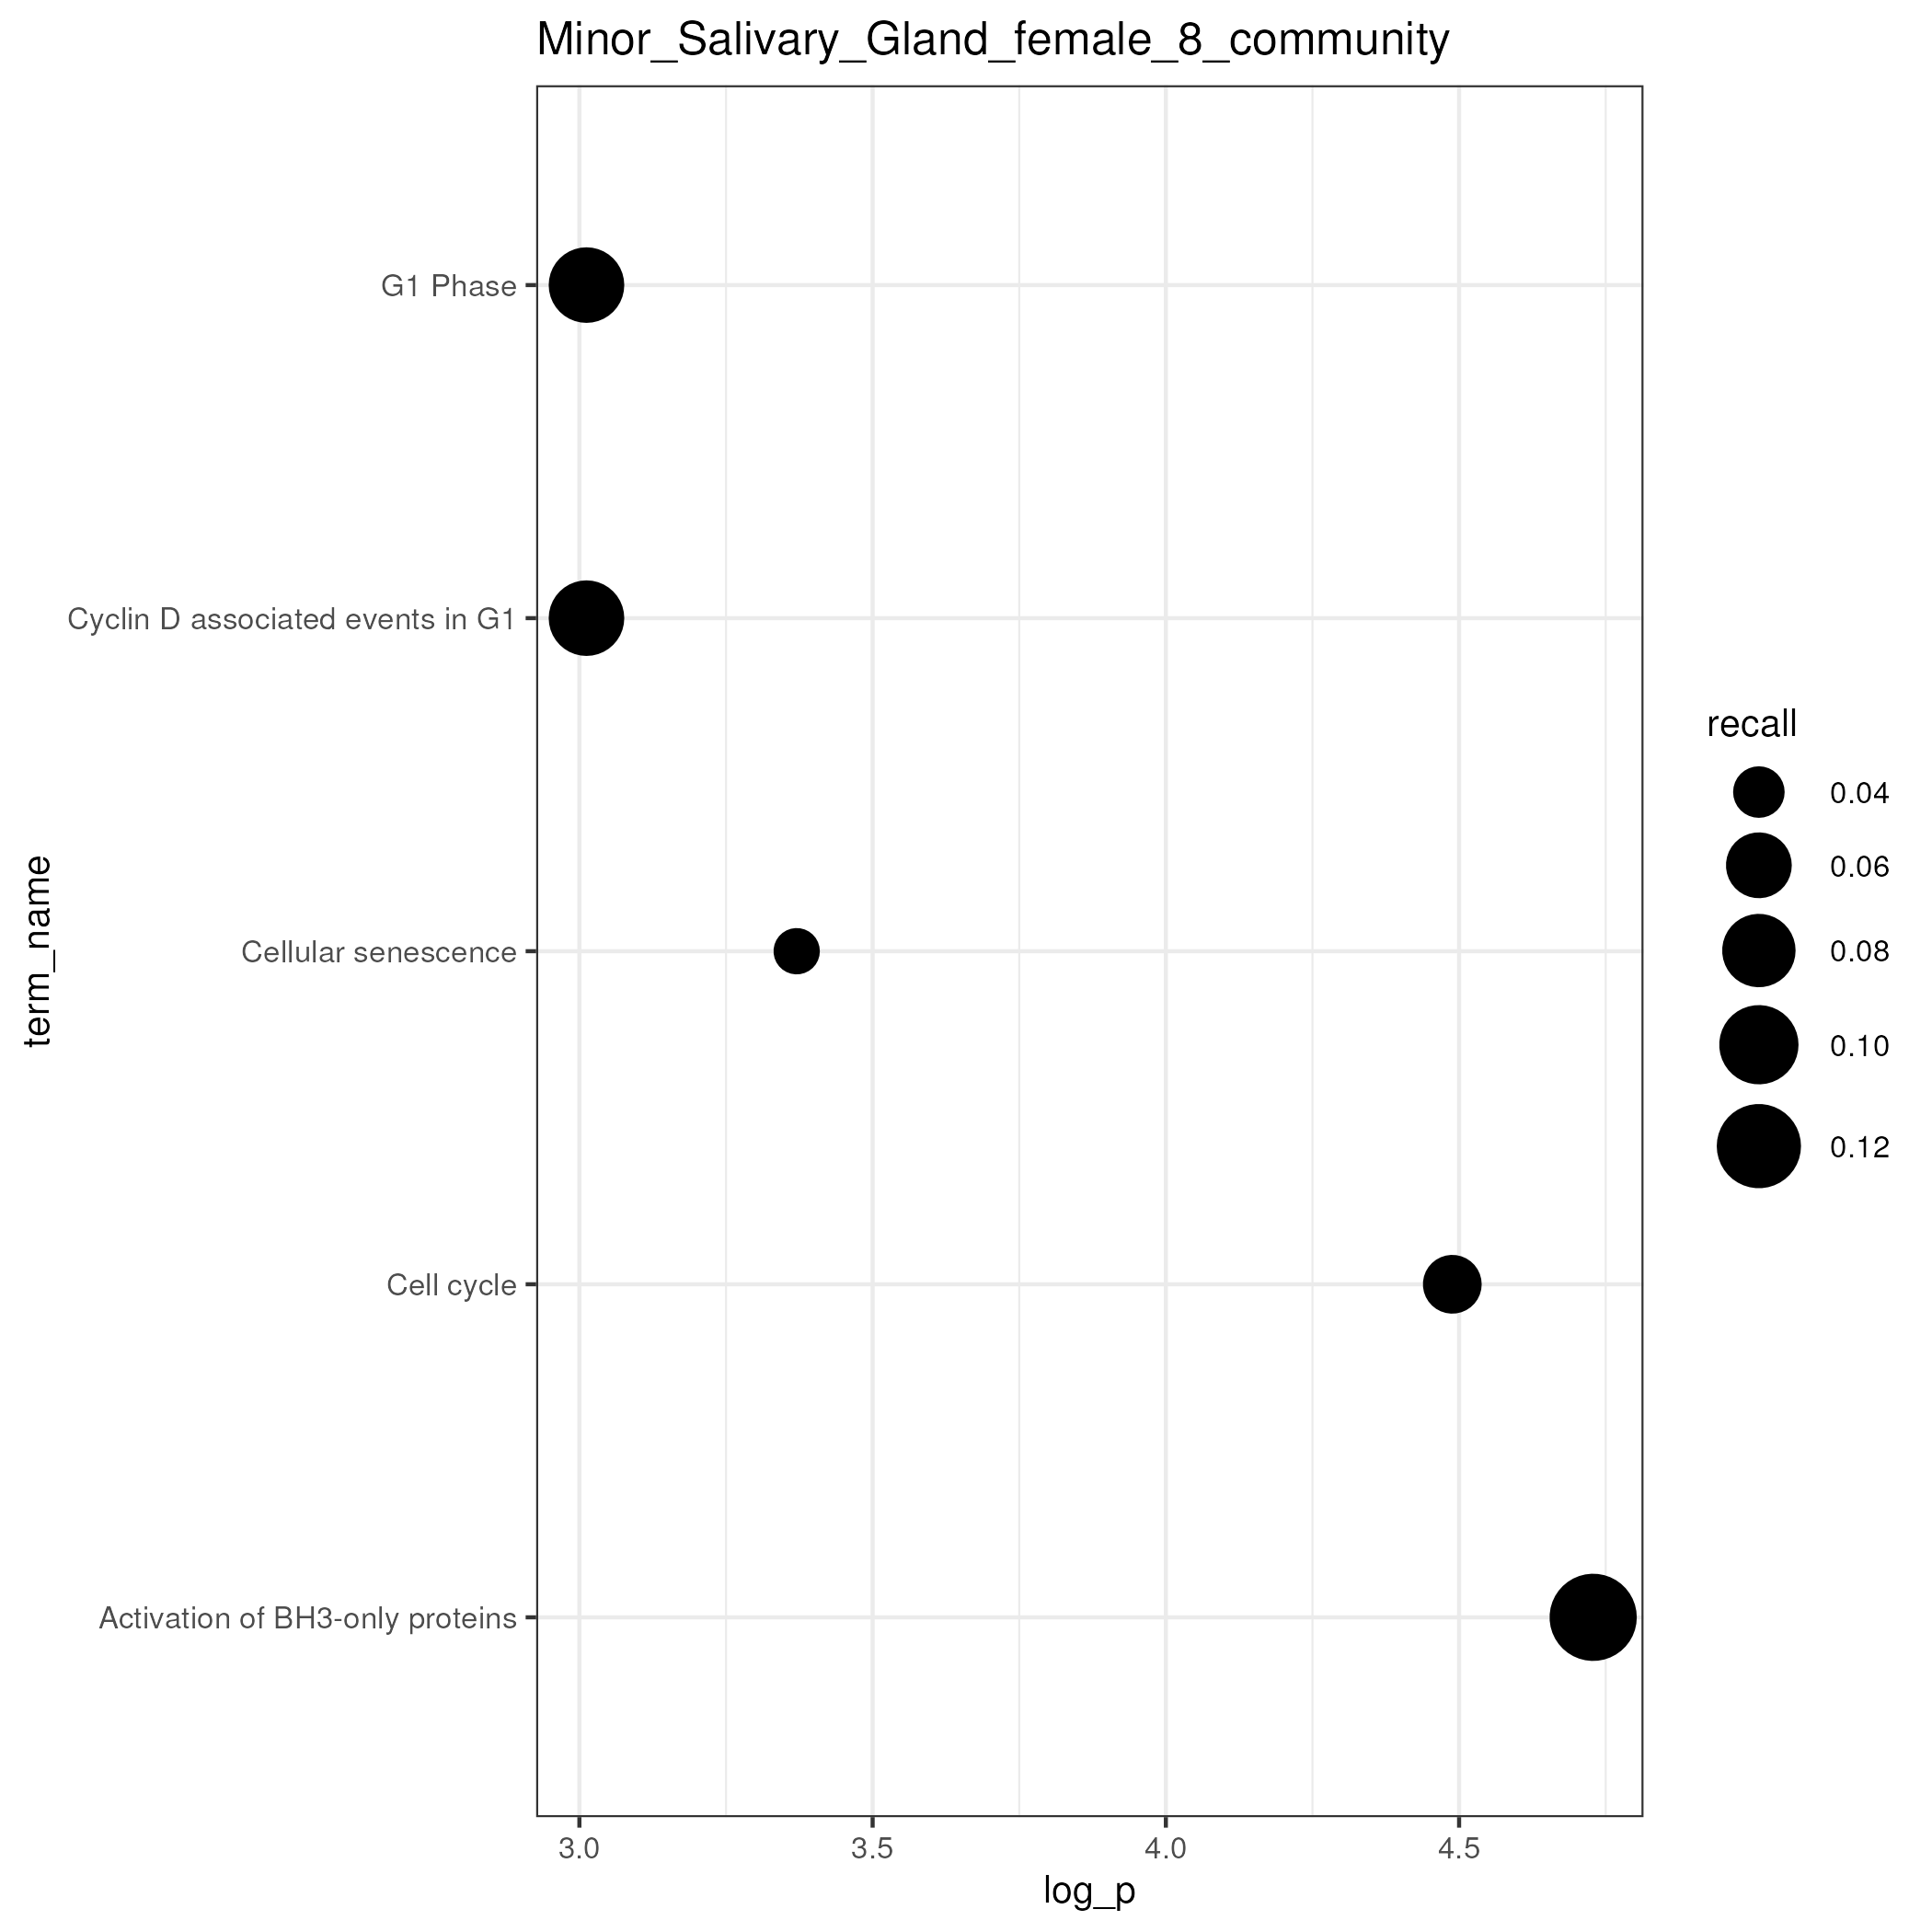 Minor_Salivary_Gland_female_8_community
G1 Phase
Cyclin D associated events in G1
Cellular senescence
Cell cycle
Activation of BH3-only proteins
term_name
3.0
3.5
4.0
4.5
log_p
recall
0.04
0.06
0.08
0.10
0.12